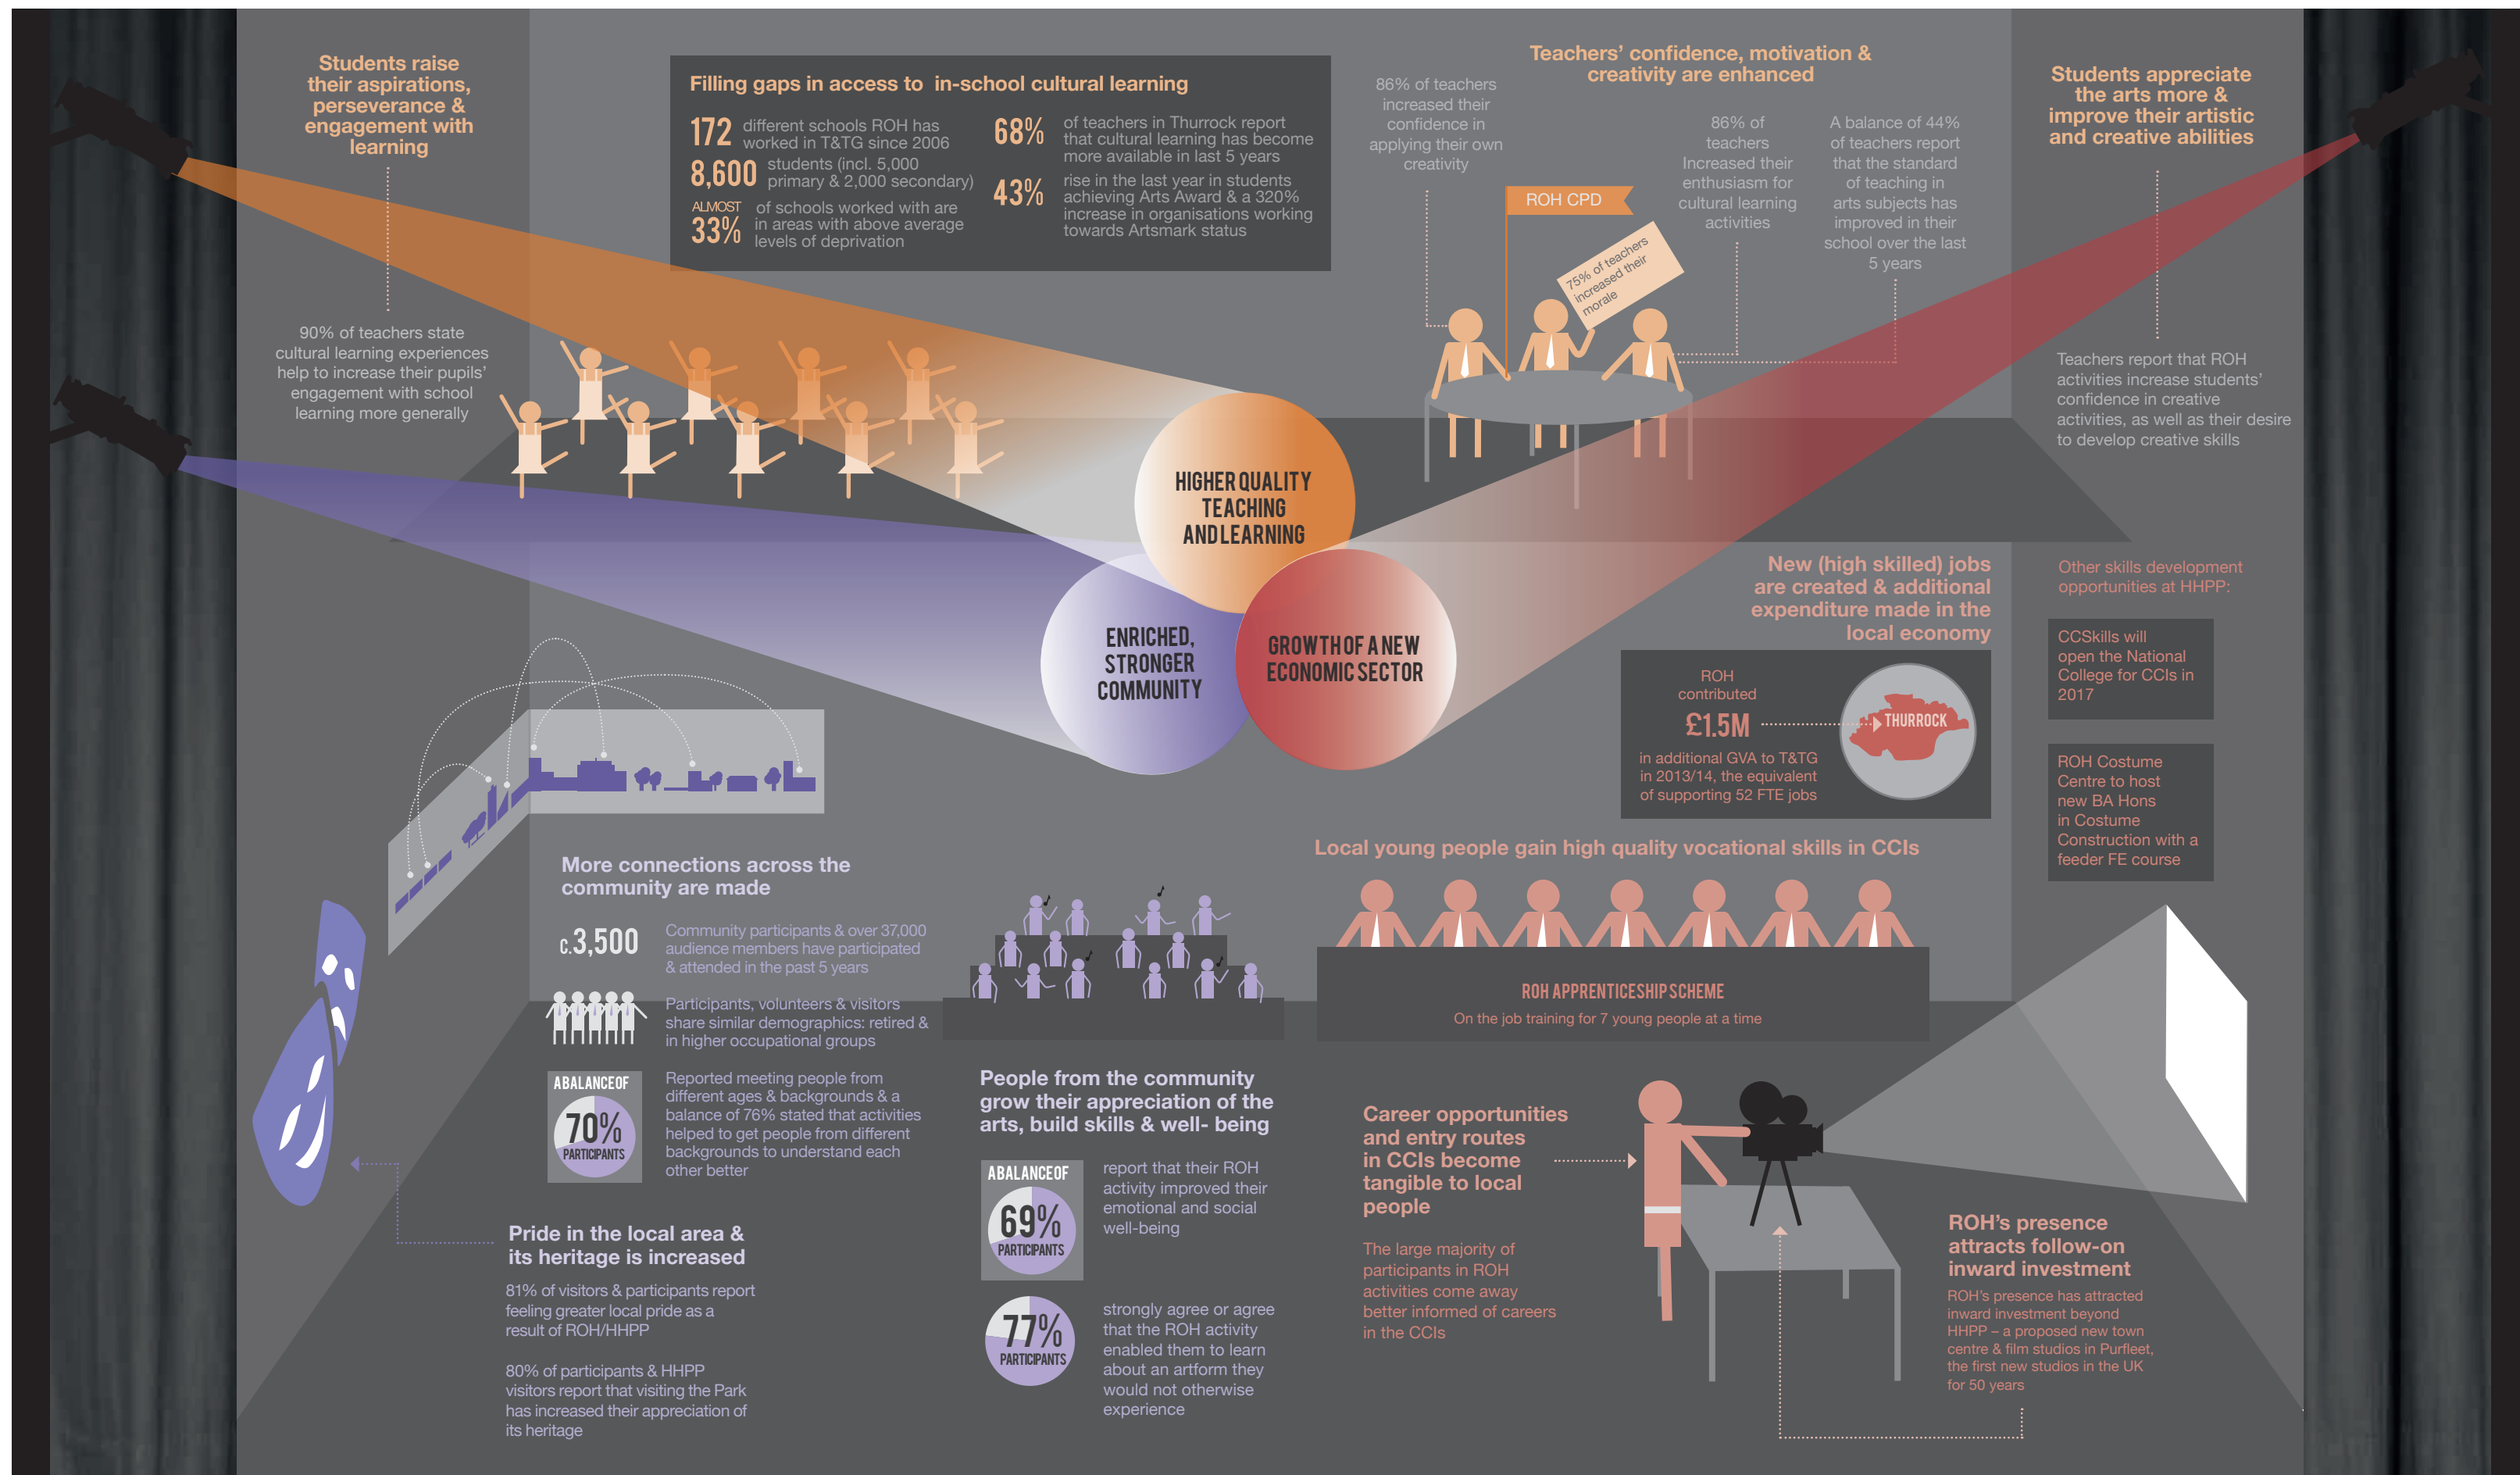 Students raise
their aspirations,
perseverance &
engagement with
learning
90% of teachers state
cultural learning experiences
help to increase their pupils'
engagement with school
learning more generally
Filling gaps in access to in-school cultural learning
172 different schools ROH has
worked in T&TG since 2006
8,600 students (incl. 5,000
primary & 2,000 secondary)
ALMOST
33% of schools worked with are
in areas with above average
levels of deprivation
68% of teachers in Thurrock report
that cultural learning has become
more available in last 5 years
43% rise in the last year in students
achieving Arts Award & a 320%
increase in organisations working
towards Artsmark status
Teachers' confidence, motivation &
creativity are enhanced
86% of teachers
increased their
confidence in
applying their own
creativity
ROH CPD
75% of teachers
increased their
morale
86% of
teachers
Increased their
enthusiasm for
cultural learning
activities
A balance of 44%
of teachers report
that the standard
of teaching in
arts subjects has
improved in their
school over the last
5 years
Students appreciate
the arts more &
improve their artistic
and creative abilities
Teachers report that ROH
activities increase students'
confidence in creative
activities, as well as their desire
to develop creative skills
HIGHER QUALITY
TEACHING
AND LEARNING
ENRICHED,
STRONGER
COMMUNITY
GROWTH OF A NEW
ECONOMIC SECTOR
New (high skilled) jobs
are created & additional
expenditure made in the
local economy
ROH
contributed
£1.5M
in additional GVA to T&TG
in 2013/14, the equivalent
of supporting 52 FTE jobs
THURROCK
Other skills development
opportunities at HHPP:
CCSkills will
open the National
College for CCIs in
2017
ROH Costume
Centre to host
new BA Hons
in Costume
Construction with a
feeder FE course
Local young people gain high quality vocational skills in CCIs
ROH APPRENTICESHIP SCHEME
On the job training for 7 young people at a time
More connections across the
community are made
c.3,500 Community participants & over 37,000
audience members have participated
& attended in the past 5 years
Participants, volunteers & visitors
share similar demographics: retired &
in higher occupational groups
A BALANCE OF
70%
PARTICIPANTS
Reported meeting people from
different ages & backgrounds & a
balance of 76% stated that activities
helped to get people from different
backgrounds to understand each
other better
Pride in the local area &
its heritage is increased
81% of visitors & participants report
feeling greater local pride as a
result of ROH/HHPP
80% of participants & HHPP
visitors report that visiting the Park
has increased their appreciation of
its heritage
People from the community
grow their appreciation of the
arts, build skills & well- being
A BALANCE OF
69%
PARTICIPANTS
report that their ROH
activity improved their
emotional and social
well-being
77%
PARTICIPANTS
strongly agree or agree
that the ROH activity
enabled them to learn
about an artform they
would not otherwise
experience
Career opportunities
and entry routes
in CCIs become
tangible to local
people
The large majority of
participants in ROH
activities come away
better informed of careers
in the CCIs
ROH's presence
attracts follow-on
inward investment
ROH's presence has attracted
inward investment beyond
HHPP – a proposed new town
centre & film studios in Purfleet,
the first new studios in the UK
for 50 years